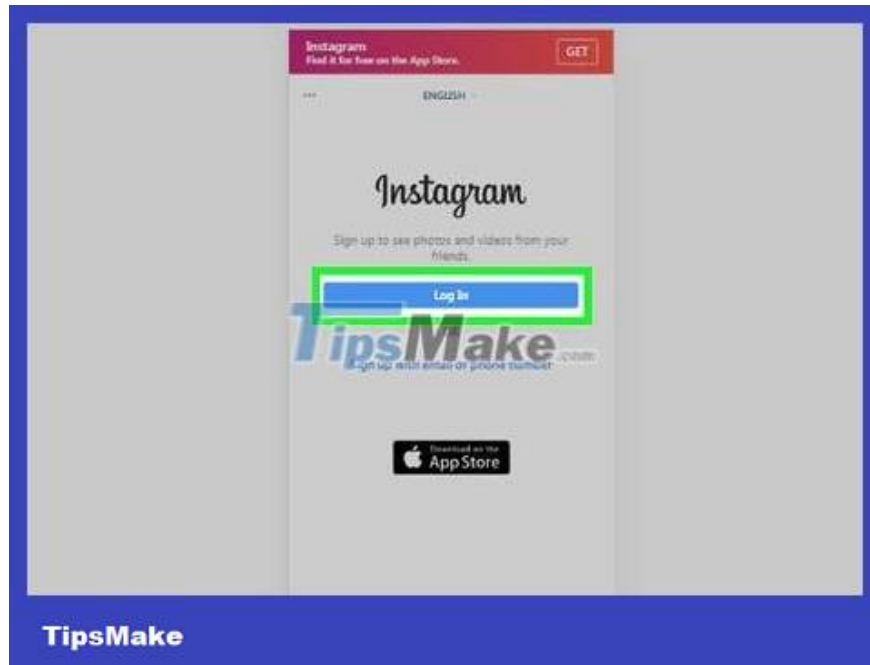 Instagram
Find it for free on the App Store.
GET
... ENGLISH
Instagram
Sign up to see photos and videos from your
friends.
Log In
TipsMake.com
Sign up with email or phone number
Download on the
App Store
TipsMake